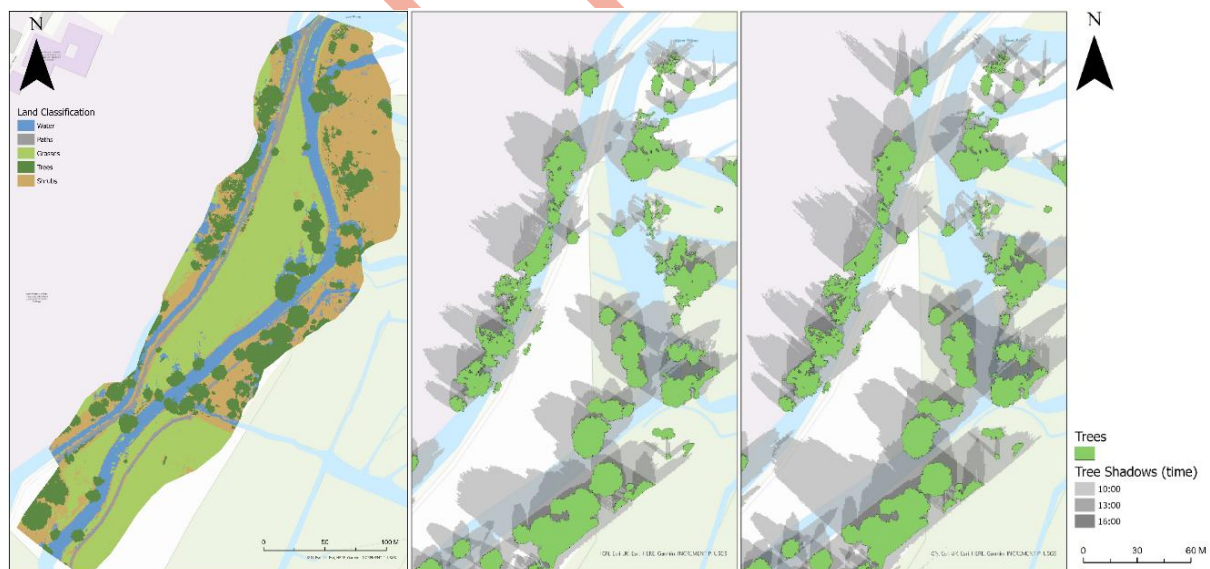 N
Land Classification
Water
Paths
Grasses
Trees
Shrubs
0 50 100 M
N
Trees
Tree Shadows (time)
10:00
13:00
16:00
0 30 60 M